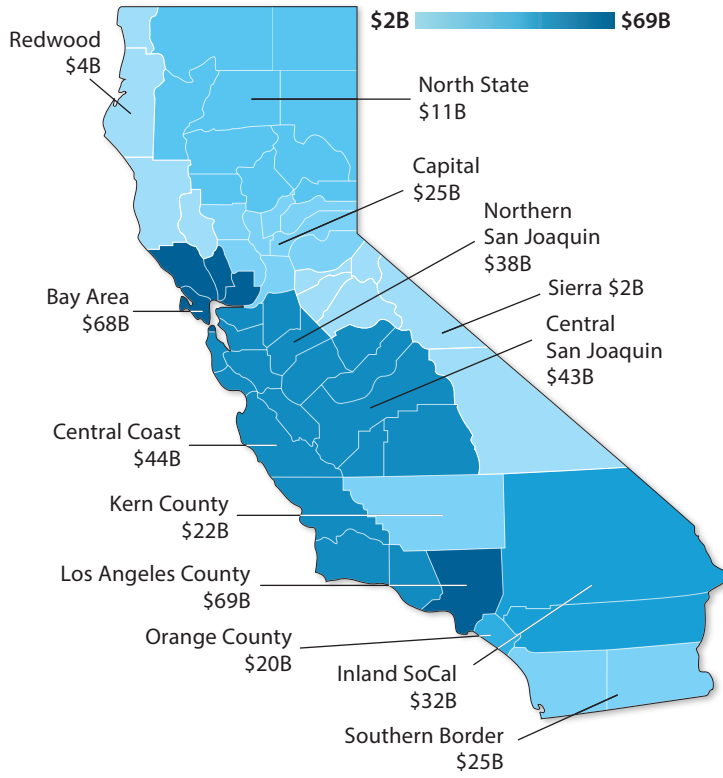 $2B
$69B
Redwood
$4B
North State
$11B
Capital
$25B
Northern
San Joaquin
$38B
Bay Area
$68B
Sierra $2B
Central
San Joaquin
$43B
Central Coast
$44B
Kern County
$22B
Los Angeles County
$69B
Orange County
$20B
Inland SoCal
$32B
Southern Border
$25B